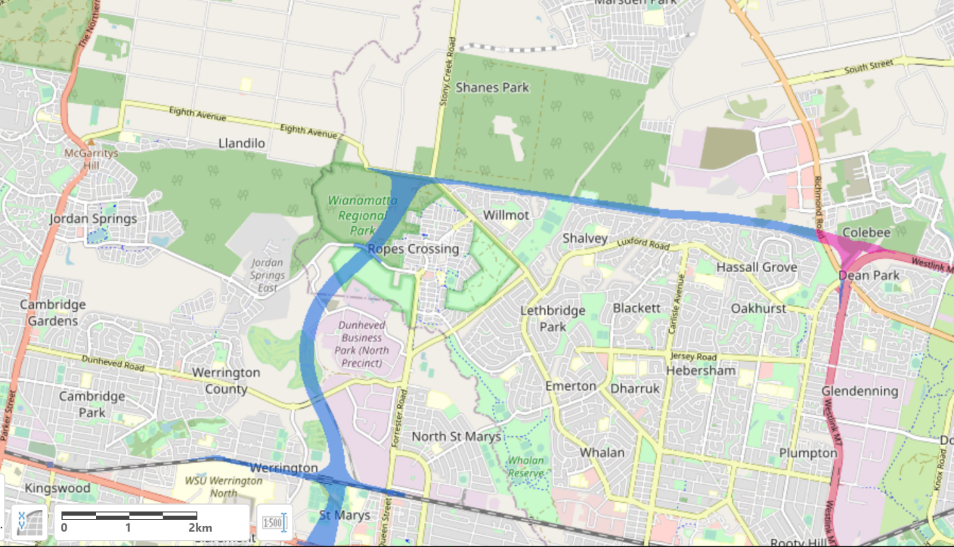 Marsden Park
The Northern
South Street
Stony Creek Road
Shanes Park
Eighth Avenue
Eighth Avenue
Llandilo
McGarritys
Hill
Richmond Road
Wianamatta
Regional
Park
Willmot
Jordan Springs
Colebee
Shalvey
Luxford Road
Ropes Crossing
Jordan
Springs
East
Hassall Grove
Westlink M
Dean Park
Cambridge
Gardens
Carlisle Avenue
Lethbridge
Park
Blackett
Oakhurst
Dunheved
Business
Park (North
Precinct)
Dunheved Road
Jersey Road
Hebersham
Werrington
County
Emerton
Dharruk
Glendenning
Cambridge
Park
Parker Street
Forrester Road
Westlink M7
North St Marys
Whalan
Plumpton
Knox Road
Whalan
Reserve
Werrington
WSU Werrington
North
Kingswood
St Marys
Queen Street
Westlink M7
0 1 2km
1:500
Claremont
Rooty Hill